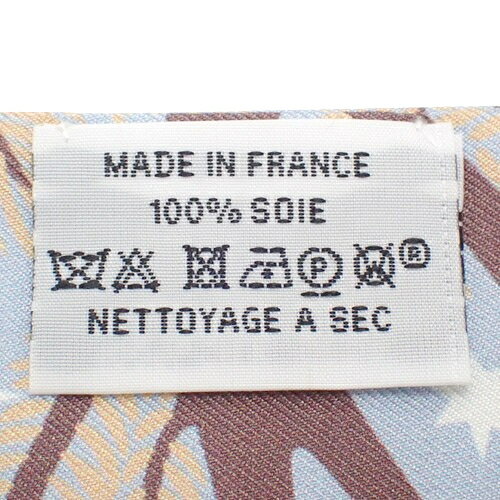 MADE IN FRANCE
100% SOIE
P ®
NETTOYAGE A SEC